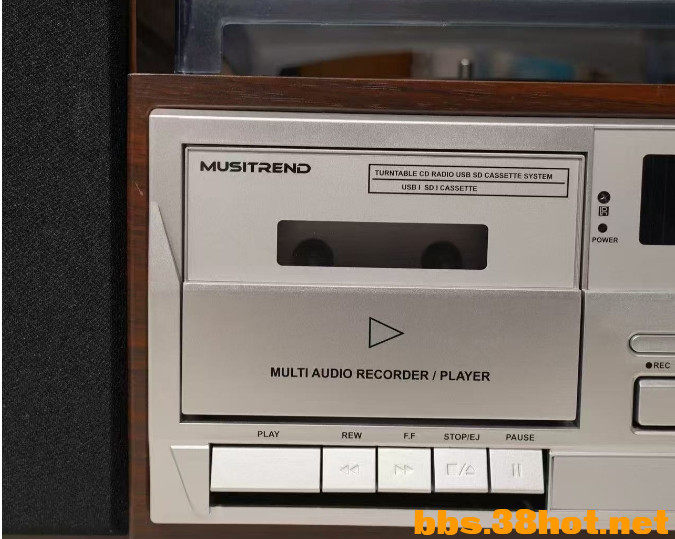 MUSITREND
TURNTABLE CD RADIO USB SD CASSETTE SYSTEM
USB I SD I CASSETTE
POWER
MULTI AUDIO RECORDER / PLAYER
REC
PLAY REW F.F STOP/EJ PAUSE
bbs.38hot.net